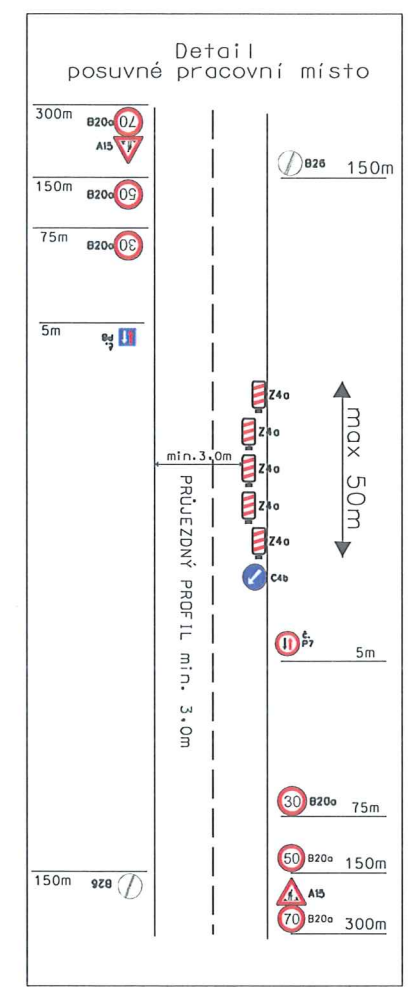 Detail
posuvné pracovní místo
300m
B20a 70
A15
B26 150m
150m
B20a 50
75m
B20a 30
5m
č.
P8
Z4a
Z4a
min.3,0m
Z4a
Z4a
Z4a
max 50m
PRŮJEZDNÝ PROFIL min. 3,0m
C4b
č.
P7
5m
30 B20a 75m
50 B20a 150m
A15
70 B20a 300m
150m B26